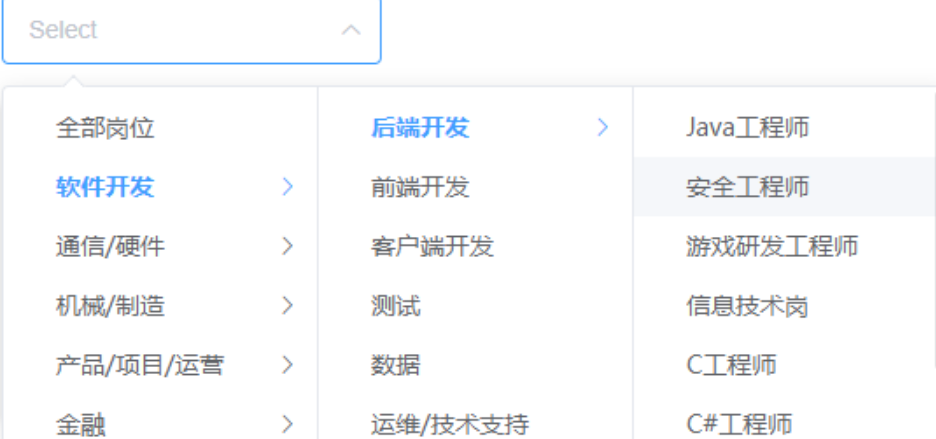 Select
全部岗位
软件开发
通信/硬件
机械/制造
产品/项目/运营
金融
后端开发
前端开发
客户端开发
测试
数据
运维/技术支持
Java工程师
安全工程师
游戏研发工程师
信息技术岗
C工程师
C#工程师